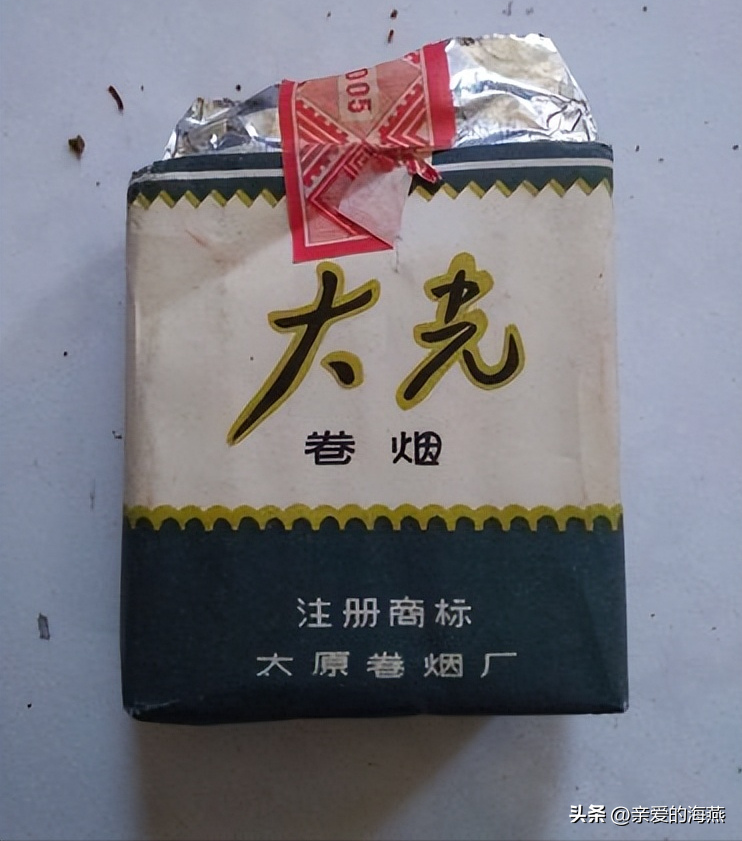 005
大光
卷烟
注册商标
太原卷烟厂
头条 @亲爱的海燕